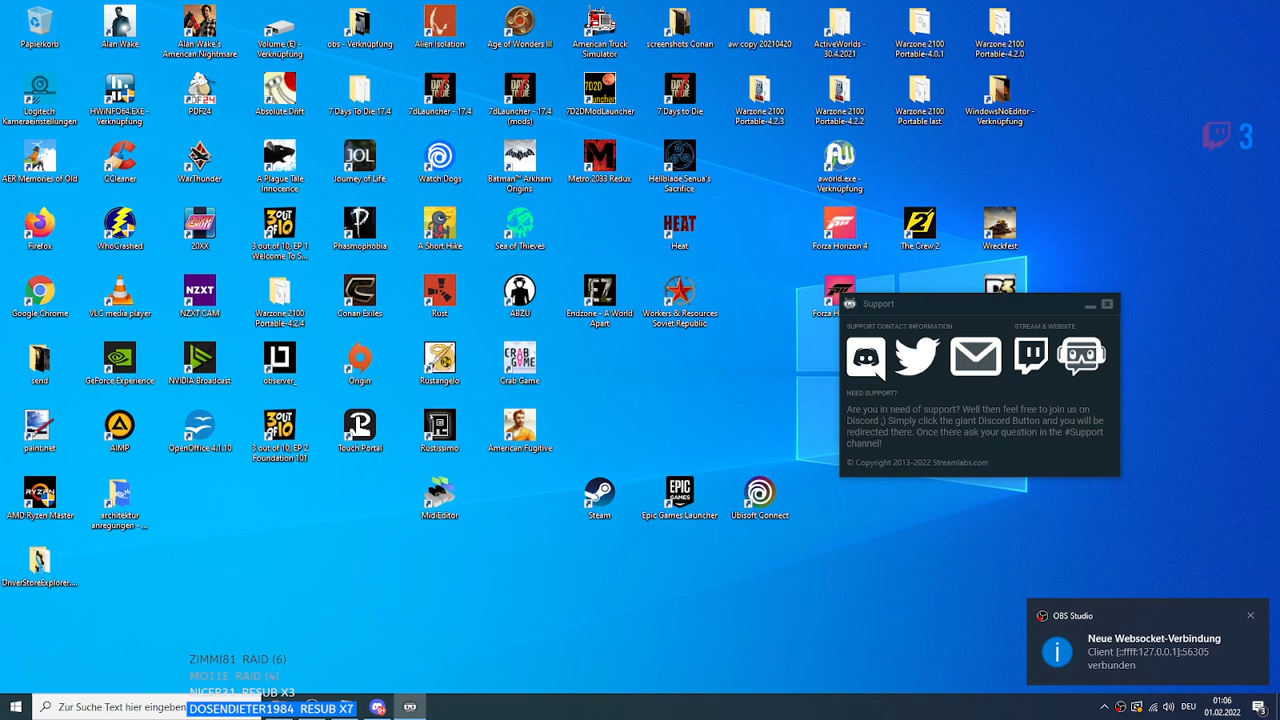 Papierkorb
Alan Wake
Alan Wake's American Nightmare
Volume (E) - Verknüpfung
obs - Verknüpfung
Alien Isolation
Age of Wonders III
American Truck Simulator
screenshots Conan
aw copy 20210420
ActiveWorlds - 30.4.2021
Warzone 2100 Portable-4.0.1
Warzone 2100 Portable-4.2.0
Logitech Kameraeinstellungen
HWiNFO64.EXE - Verknüpfung
PDF24
Absolute Drift
7 Days To Die 17.4
7dLauncher - 17.4
7dLauncher - 17.4 (mods)
7D2DModLauncher
7 Days to Die
Warzone 2100 Portable-4.2.3
Warzone 2100 Portable-4.2.2
Warzone 2100 Portable last
WindowsNoEditor - Verknüpfung
3
AER Memories of Old
CCleaner
WarThunder
A Plague Tale Innocence
Journey of Life
Watch Dogs
Batman™ Arkham Origins
Metro 2033 Redux
Hellblade Senua's Sacrifice
aworld.exe - Verknüpfung
Firefox
WhoCrashed
20XX
3 out of 10, EP 1 Welcome To S...
Phasmophobia
A Short Hike
Sea of Thieves
Heat
Forza Horizon 4
The Crew 2
Wreckfest
Google Chrome
VLC media player
NZXT CAM
Warzone 2100 Portable-4.2.4
Conan Exiles
Rust
ABZU
Endzone - A World Apart
Workers & Resources Soviet Republic
Forza H
Support
SUPPORT CONTACT INFORMATION
STREAM & WEBSITE
NEED SUPPORT?
Are you in need of support? Well then feel free to join us on
Discord ;) Simply click the giant Discord Button and you will be
redirected there. Once there ask your question in the #Support
channel!
© Copyright 2013-2022 Streamlabs.com
send
GeForce Experience
NVIDIA Broadcast
observer_
Origin
Rustangelo
Crab Game
paint.net
AIMP
OpenOffice 4.1.10
3 out of 10, EP 2 Foundation 101
Touch Portal
Rustissimo
American Fugitive
AMD Ryzen Master
architektur anregungen - ...
MidiEditor
Steam
Epic Games Launcher
Ubisoft Connect
DriverStoreExplorer....
OBS Studio
Neue Websocket-Verbindung
Client [::ffff:127.0.0.1]:56305
verbunden
ZIMMI81 RAID (6)
MO11E RAID (4)
NICER31 RESUB X3
DOSENDIETER1984 RESUB X7
Zur Suche Text hier eingeben
DEU
01:06
01.02.2022
3